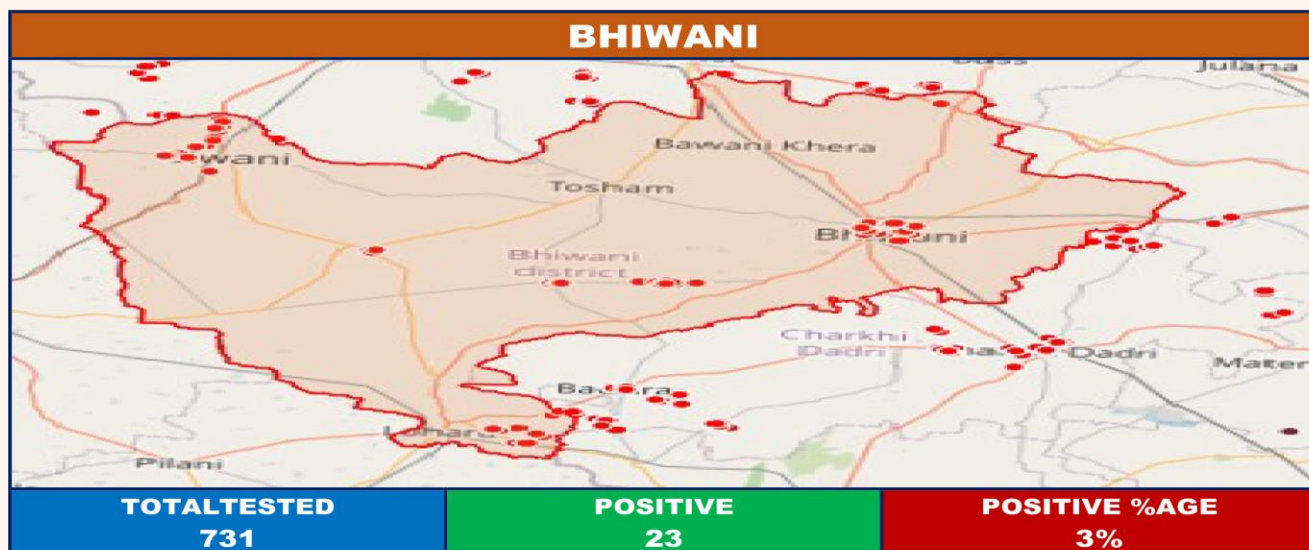 BHIWANI
Julana
Bawani Khera
Tosham
Bhiwani
district
Charkhi
Dadri
Dadri
Pilani
TOTALTESTED
731
POSITIVE
23
POSITIVE %AGE
3%